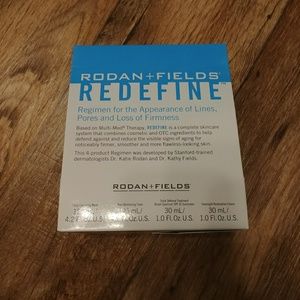 RODAN+FIELDS®
REDEFINE™
Regimen for the Appearance of Lines,
Pores and Loss of Firmness
Based on Multi-Med® Therapy, REDEFINE is a complete skincare
system that combines cosmetic and OTC ingredients to help
defend against and reduce the visible signs of aging for
noticeably firmer, smoother and more flawless-looking skin.
This 4-product Regimen was developed by Stanford-trained
dermatologists Dr. Katie Rodan and Dr. Kathy Fields.
RODAN+FIELDS®
30 mL/
1.0 Fl. Oz. U.S.
30 mL/
1.0 Fl. Oz. U.S.